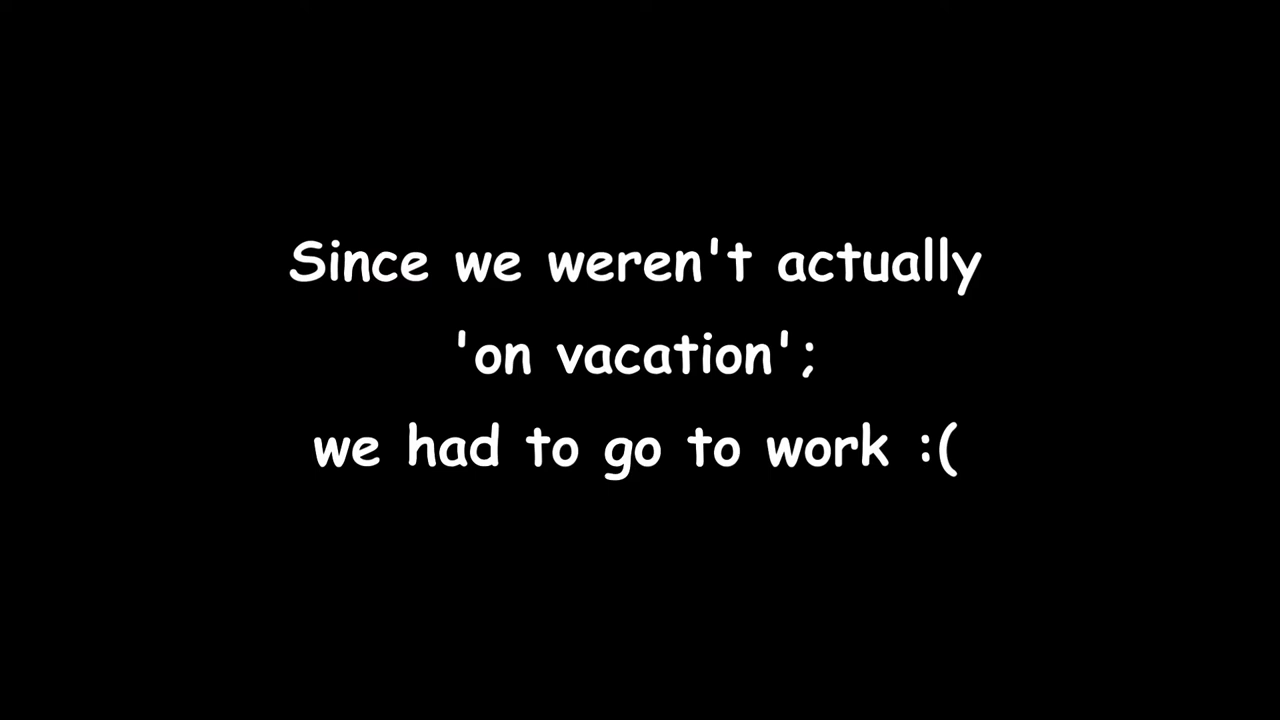 Since we weren't actually
'on vacation';
we had to go to work :(